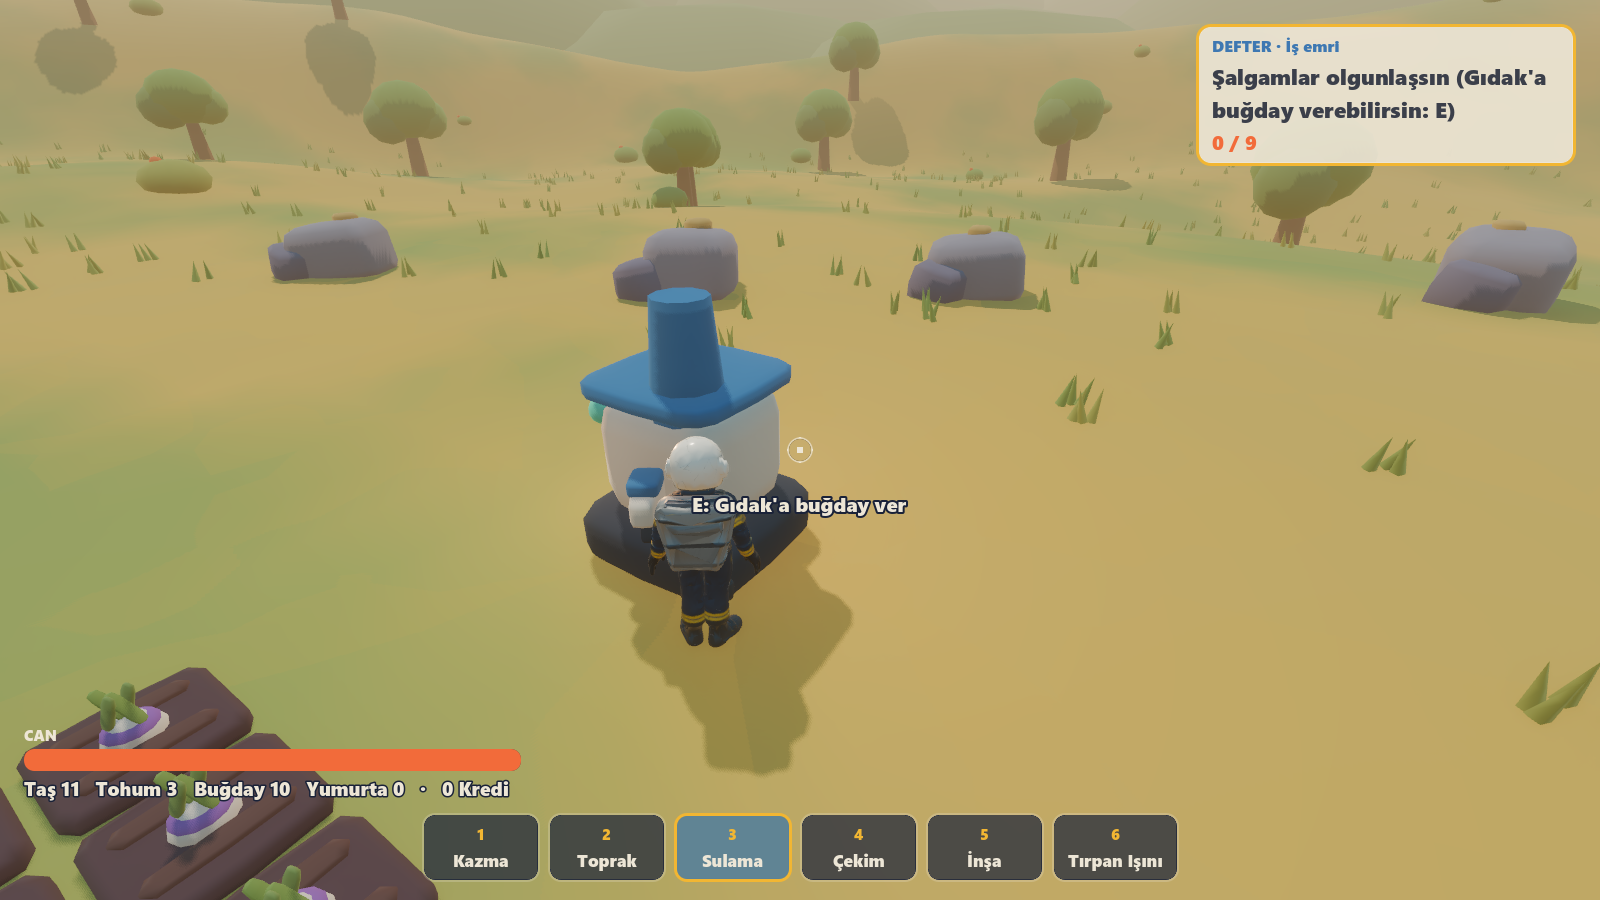 DEFTER · İş emri
Şalgamlar olgunlaşsın (Gıdak'a
buğday verebilirsin: E)
0 / 9
E: Gıdak'a buğday ver
CAN
Taş 11 Tohum 3 Buğday 10 Yumurta 0 · 0 Kredi
1
Kazma
2
Toprak
3
Sulama
4
Çekim
5
İnşa
6
Tırpan Işını